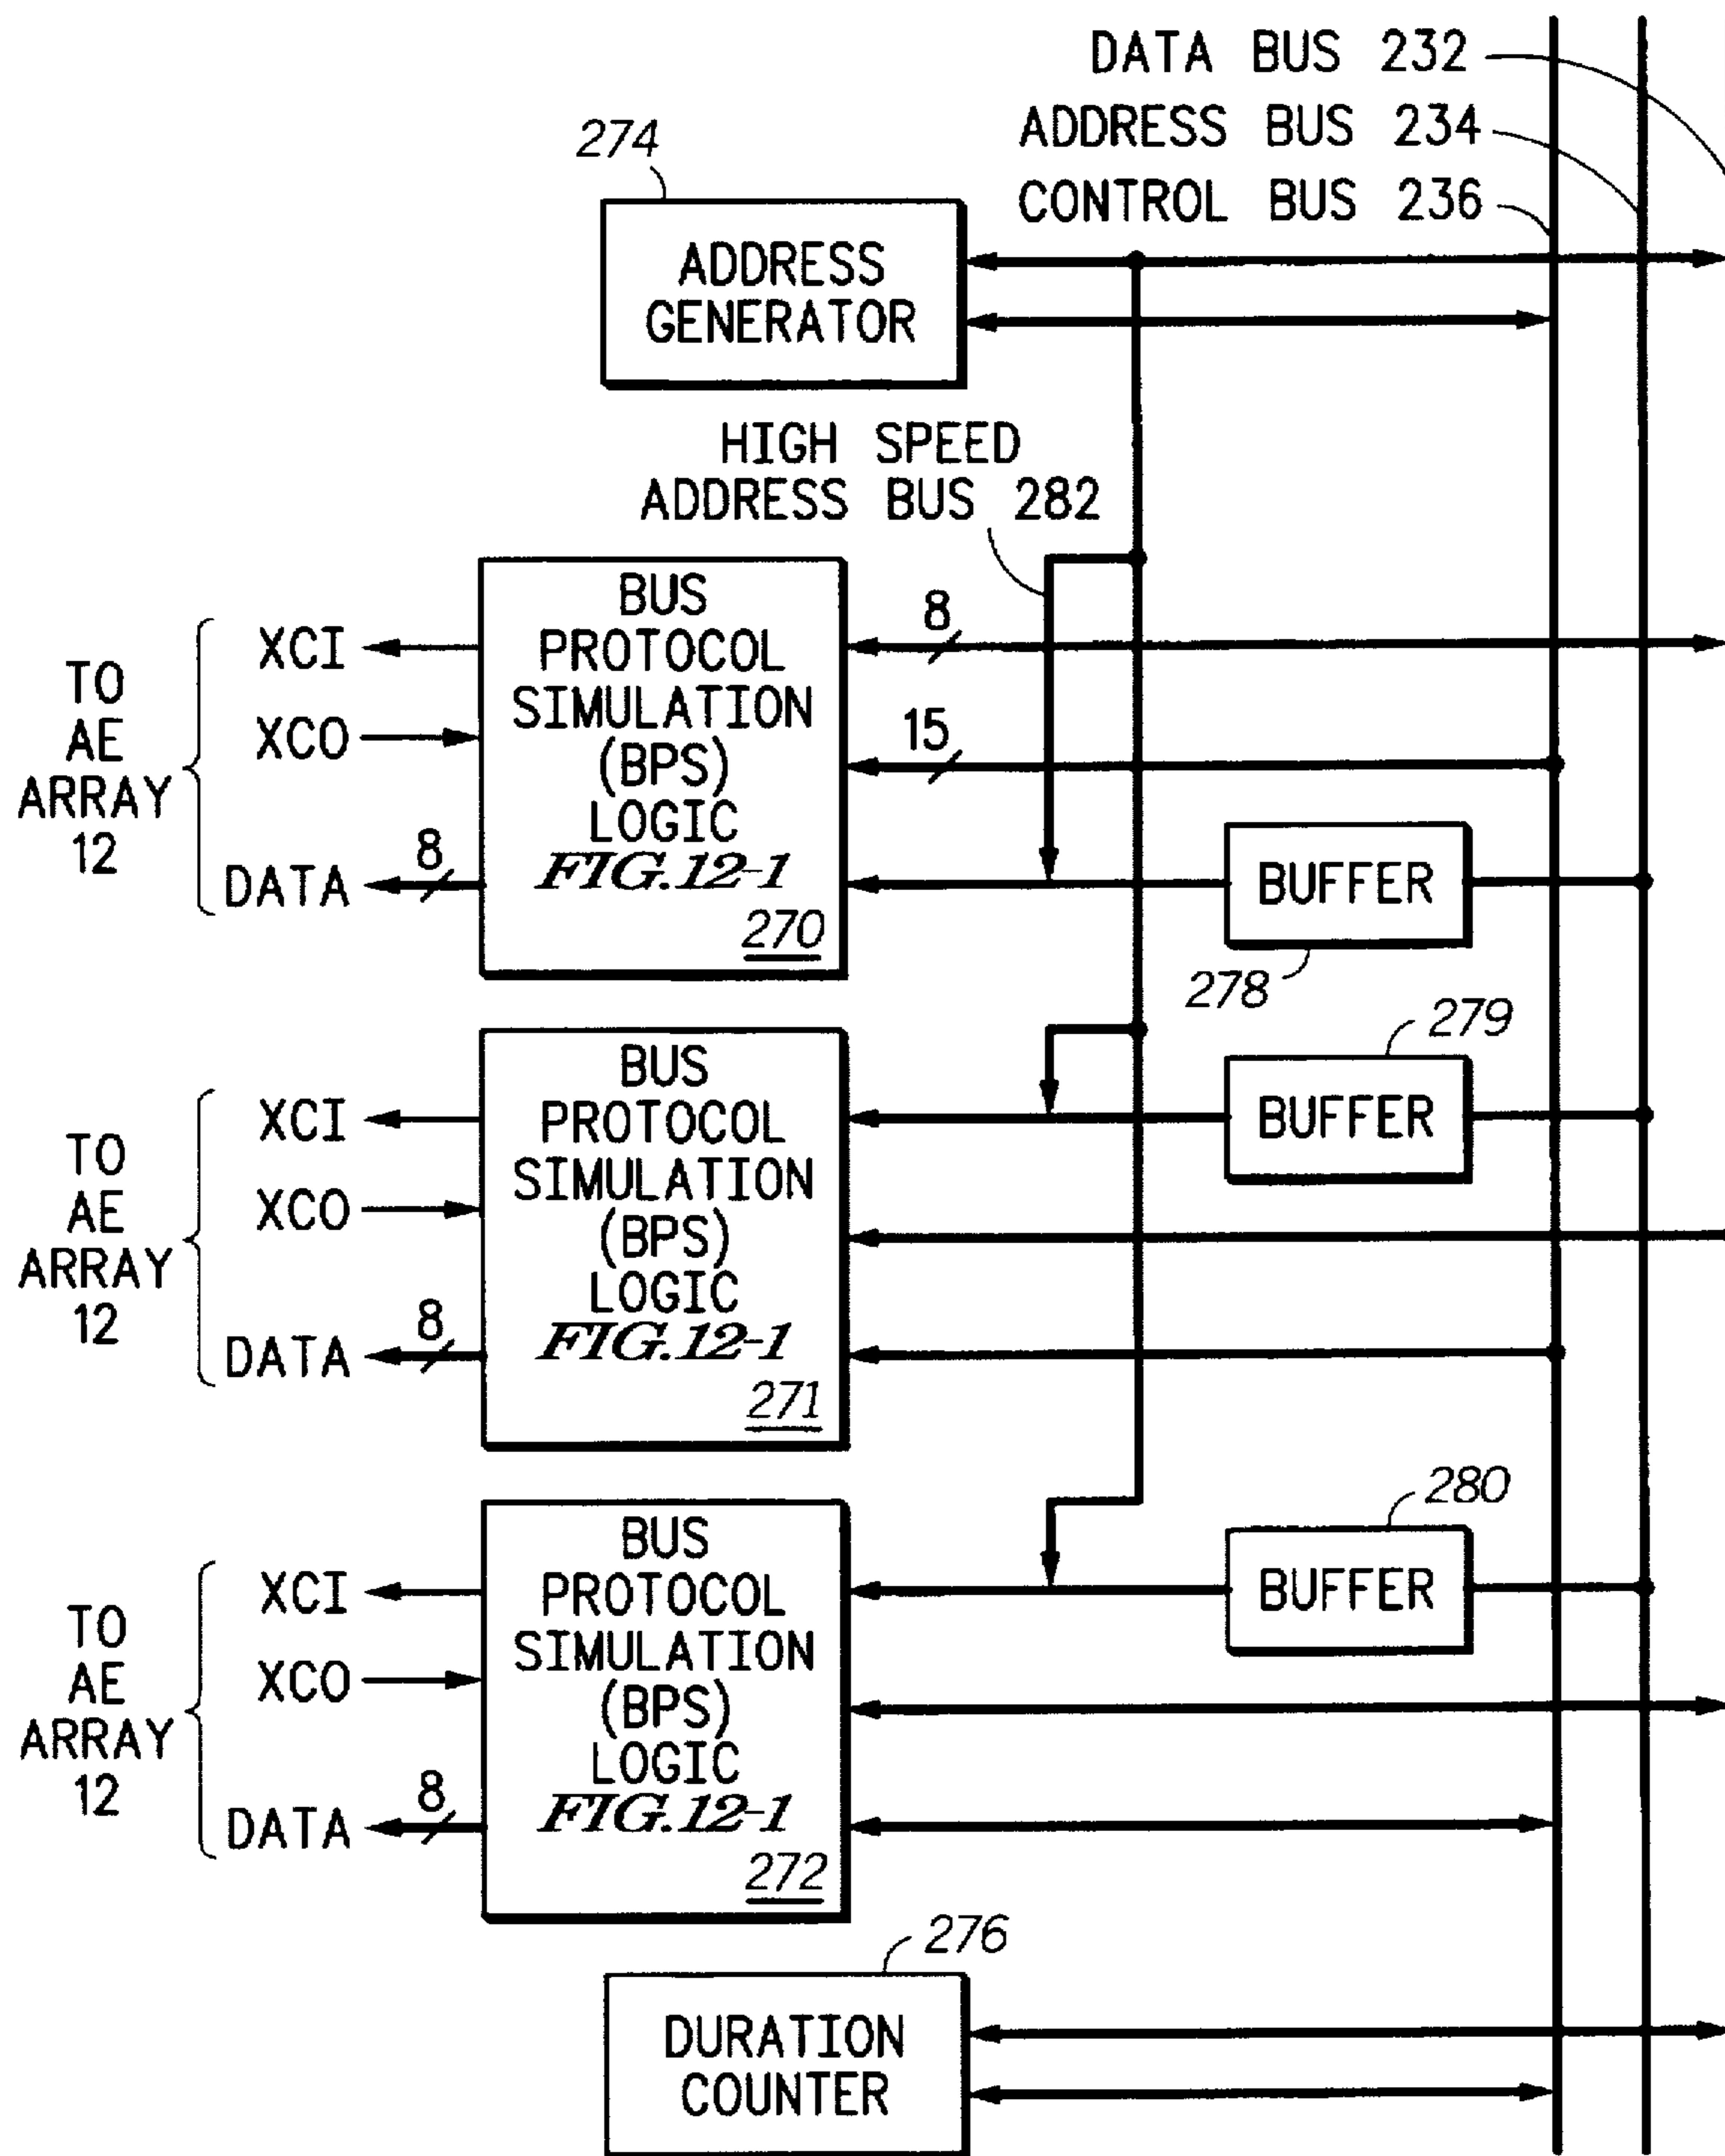 DATA BUS 232
ADDRESS BUS 234
CONTROL BUS 236
274
ADDRESS
GENERATOR
HIGH SPEED
ADDRESS BUS 282
TO
AE
ARRAY
12
XCI
XCO
DATA
8
BUS
PROTOCOL
SIMULATION
(BPS)
LOGIC
FIG.12-1
270
8
15
BUFFER
278
TO
AE
ARRAY
12
XCI
XCO
DATA
8
BUS
PROTOCOL
SIMULATION
(BPS)
LOGIC
FIG.12-1
271
279
BUFFER
TO
AE
ARRAY
12
XCI
XCO
DATA
8
BUS
PROTOCOL
SIMULATION
(BPS)
LOGIC
FIG.12-1
272
280
BUFFER
276
DURATION
COUNTER